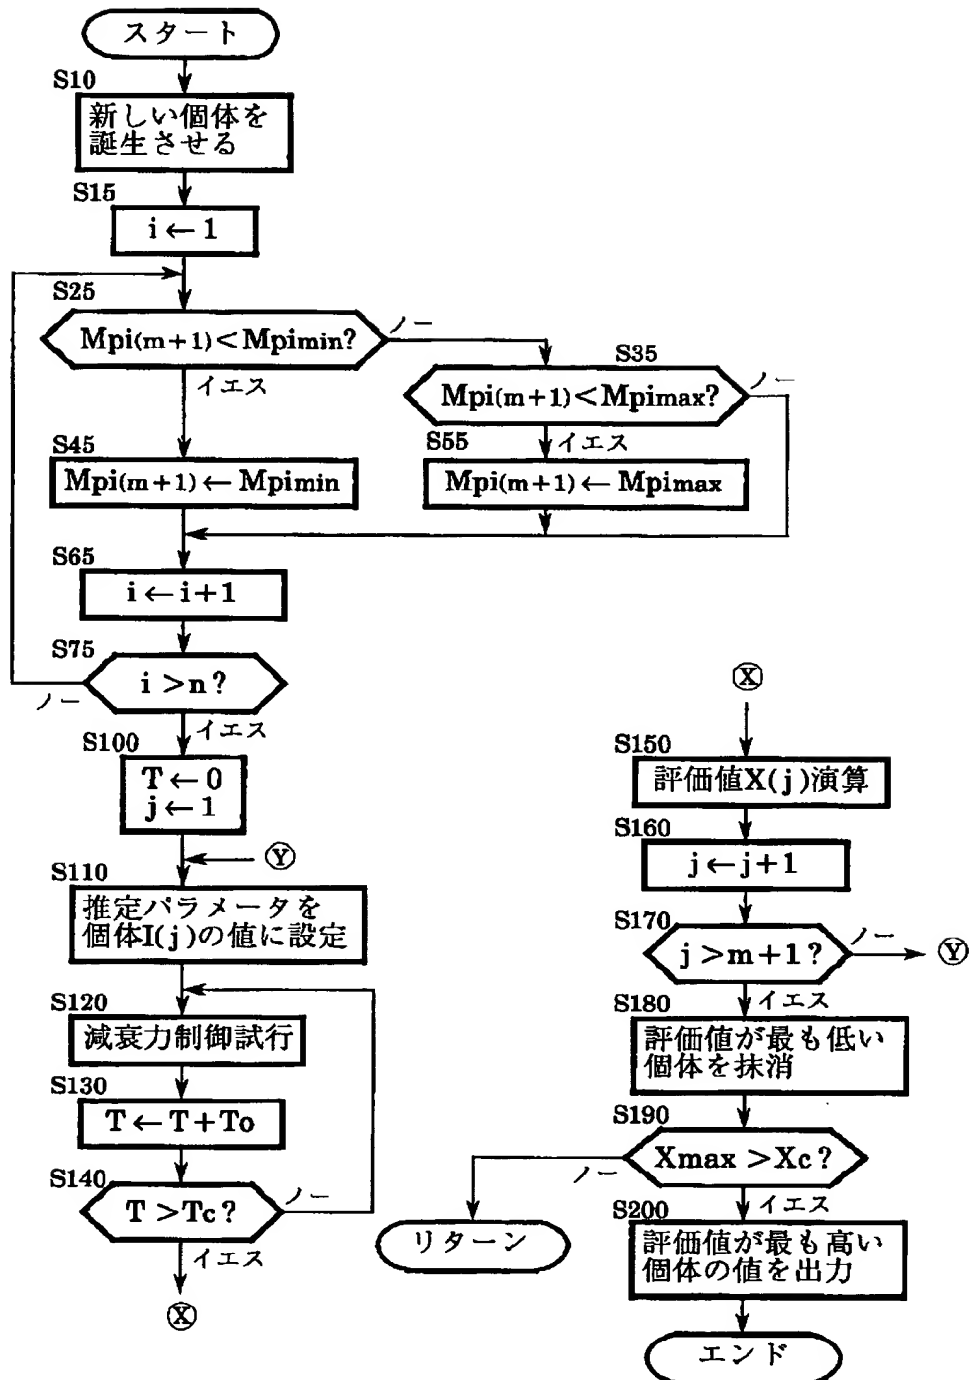 スタート
S10
新しい個体を
誕生させる
S15
i←1
S25
Mpi(m+1)<Mpimin?
ノー
イエス
S35
Mpi(m+1)<Mpimax?
ノー
イエス
S45
Mpi(m+1)←Mpimin
S55
Mpi(m+1)←Mpimax
S65
i←i+1
S75
i>n?
ノー
イエス
S100
T←0
j←1
Ⓨ
S110
推定パラメータを
個体I(j)の値に設定
S120
減衰力制御試行
S130
T←T+To
S140
T>Tc?
ノー
イエス
Ⓧ
Ⓧ
S150
評価値X(j)演算
S160
j←j+1
S170
j>m+1?
ノー
Ⓨ
イエス
S180
評価値が最も低い
個体を抹消
S190
Xmax>Xc?
ノー
イエス
リターン
S200
評価値が最も高い
個体の値を出力
エンド